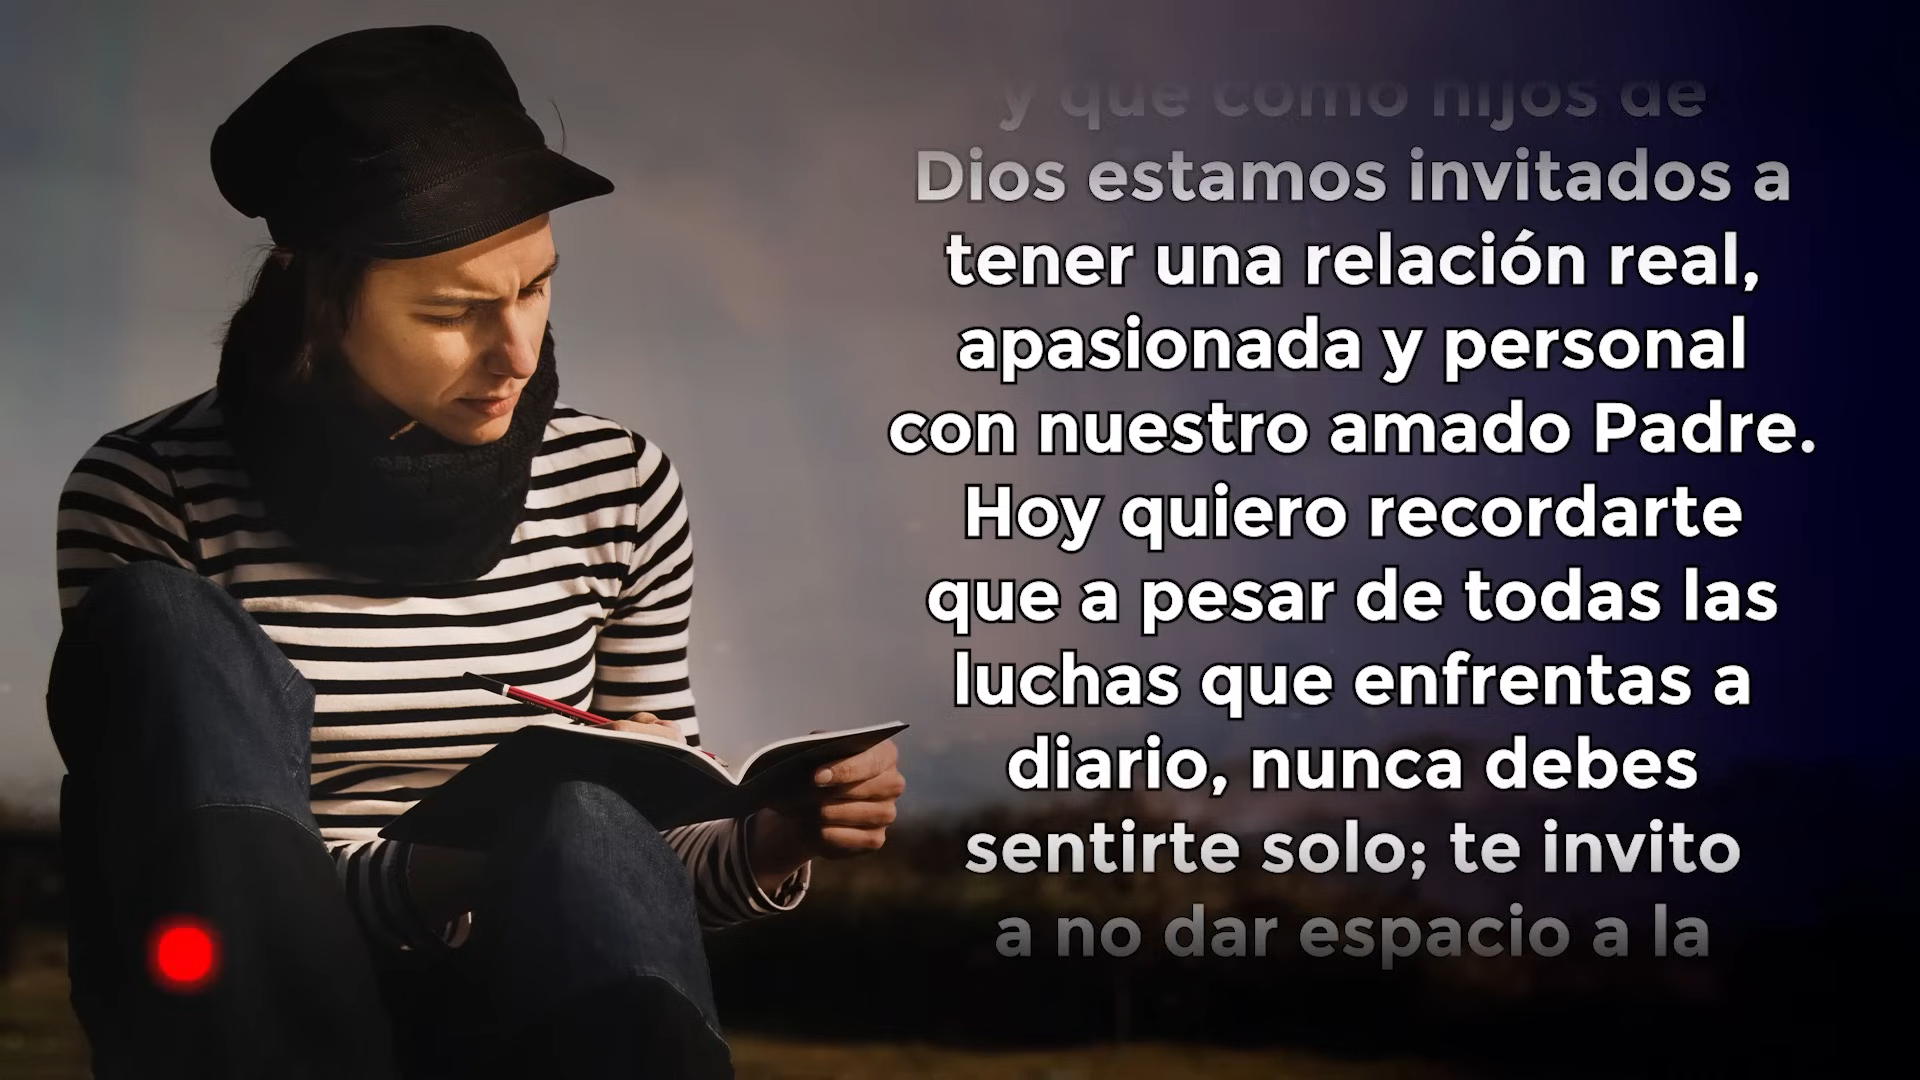 y que como hijos de
Dios estamos invitados a
tener una relación real,
apasionada y personal
con nuestro amado Padre.
Hoy quiero recordarte
que a pesar de todas las
luchas que enfrentas a
diario, nunca debes
sentirte solo; te invito
a no dar espacio a la